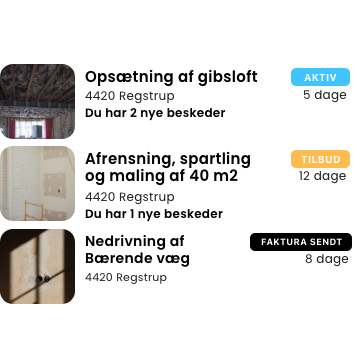 Opsætning af gibsloft
AKTIV
4420 Regstrup
5 dage
Du har 2 nye beskeder
Afrensning, spartling
og maling af 40 m2
TILBUD
12 dage
4420 Regstrup
Du har 1 nye beskeder
Nedrivning af
Bærende væg
FAKTURA SENDT
8 dage
4420 Regstrup